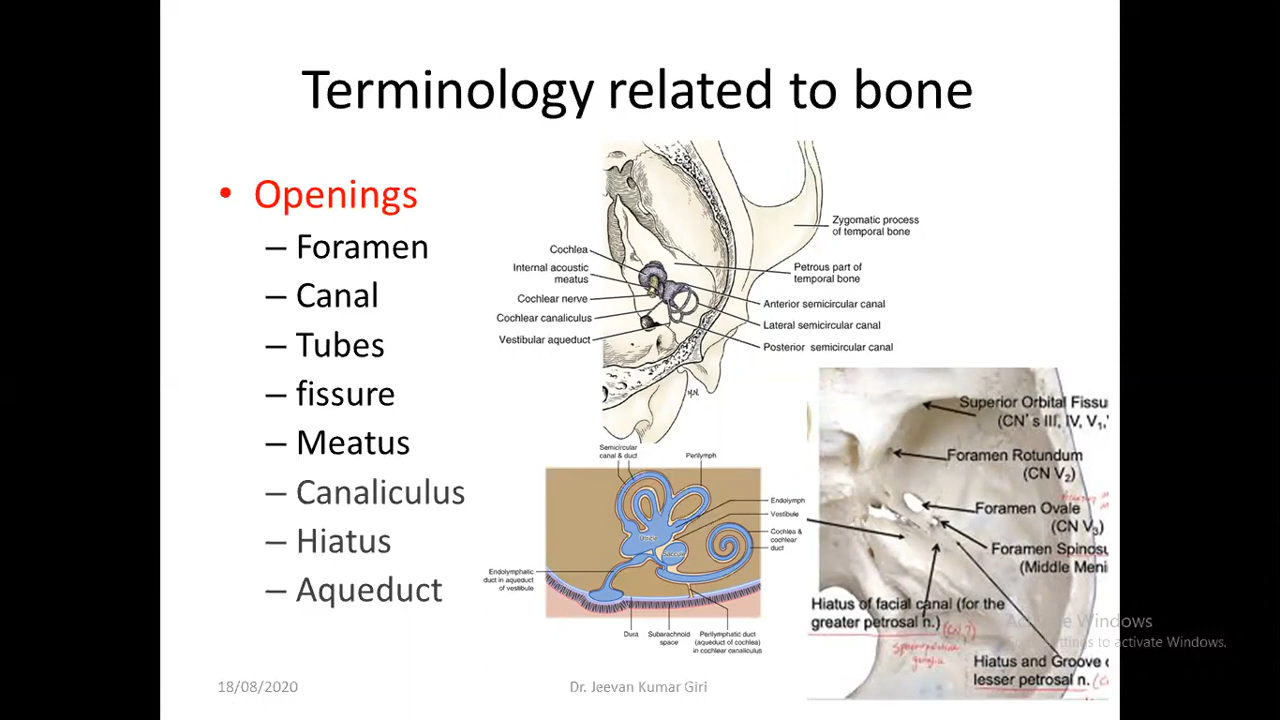 Terminology related to bone
• Openings
– Foramen
– Canal
– Tubes
– fissure
– Meatus
– Canaliculus
– Hiatus
– Aqueduct
Zygomatic process
of temporal bone
Cochlea
Internal acoustic
meatus
Petrous part of
temporal bone
Cochlear nerve
Anterior semicircular canal
Cochlear canaliculus
Lateral semicircular canal
Vestibular aqueduct
Posterior semicircular canal
Semicircular
canal & duct
Perilymph
Endolymph
Vestibule
Utricle
Saccule
Cochlea &
cochlear
duct
Endolymphatic
duct in aqueduct
of vestibule
Dura
Subarachnoid
space
Perilymphatic duct
(aqueduct of cochlea)
in cochlear canaliculus
Superior Orbital Fissu
(CN's III, IV, V₁,
Foramen Rotundum
(CN V₂)
Foramen Ovale
(CN V₃)
Foramen Spinosu
(Middle Meni
Hiatus of facial canal (for the
greater petrosal n.)
(CN 7)
Hiatus and Groove
lesser petrosal n.
Activate Windows
to activate Windows.
18/08/2020
Dr. Jeevan Kumar Giri